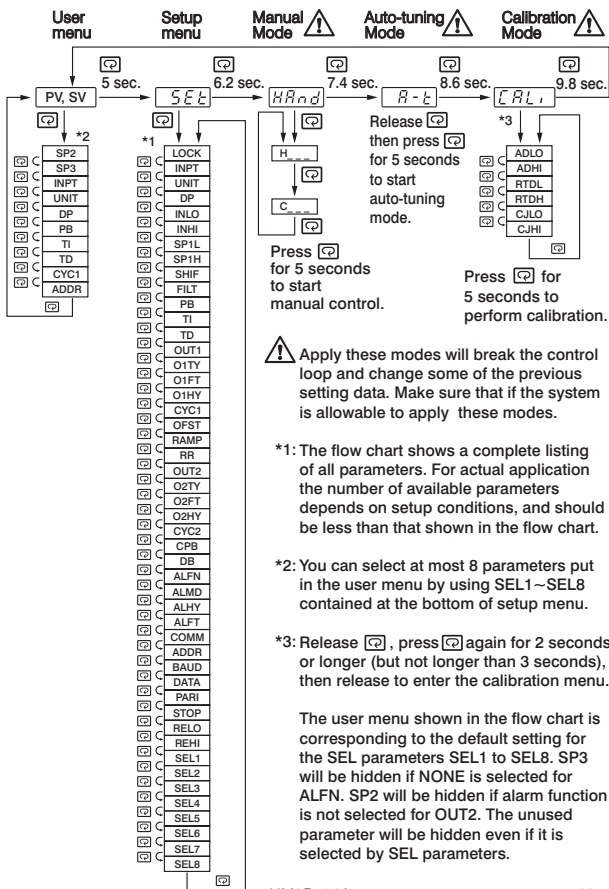 User menu
Setup menu
Manual Mode
Auto-tuning Mode
Calibration Mode
5 sec.
6.2 sec.
7.4 sec.
8.6 sec.
9.8 sec.
PV, SV
SEt
HAnd
A-t
CALi
*2
SP2
SP3
INPT
UNIT
DP
PB
TI
TD
CYC1
ADDR
*1
LOCK
INPT
UNIT
DP
INLO
INHI
SP1L
SP1H
SHIF
FILT
PB
TI
TD
OUT1
O1TY
O1FT
O1HY
CYC1
OFST
RAMP
RR
OUT2
O2TY
O2FT
O2HY
CYC2
CPB
DB
ALFN
ALMD
ALHY
ALFT
COMM
ADDR
BAUD
DATA
PARI
STOP
RELO
REHI
SEL1
SEL2
SEL3
SEL4
SEL5
SEL6
SEL7
SEL8
H_ _ _
C_ _ _
Press
for 5 seconds
to start
manual control.
Release
then press
for 5 seconds
to start
auto-tuning
mode.
*3
ADLO
ADHI
RTDL
RTDH
CJLO
CJHI
Press for
5 seconds to
perform calibration.
Apply these modes will break the control
loop and change some of the previous
setting data. Make sure that if the system
is allowable to apply these modes.
*1: The flow chart shows a complete listing
of all parameters. For actual application
the number of available parameters
depends on setup conditions, and should
be less than that shown in the flow chart.
*2: You can select at most 8 parameters put
in the user menu by using SEL1~SEL8
contained at the bottom of setup menu.
*3: Release , press again for 2 seconds
or longer (but not longer than 3 seconds),
then release to enter the calibration menu.
The user menu shown in the flow chart is
corresponding to the default setting for
the SEL parameters SEL1 to SEL8. SP3
will be hidden if NONE is selected for
ALFN. SP2 will be hidden if alarm function
is not selected for OUT2. The unused
parameter will be hidden even if it is
selected by SEL parameters.